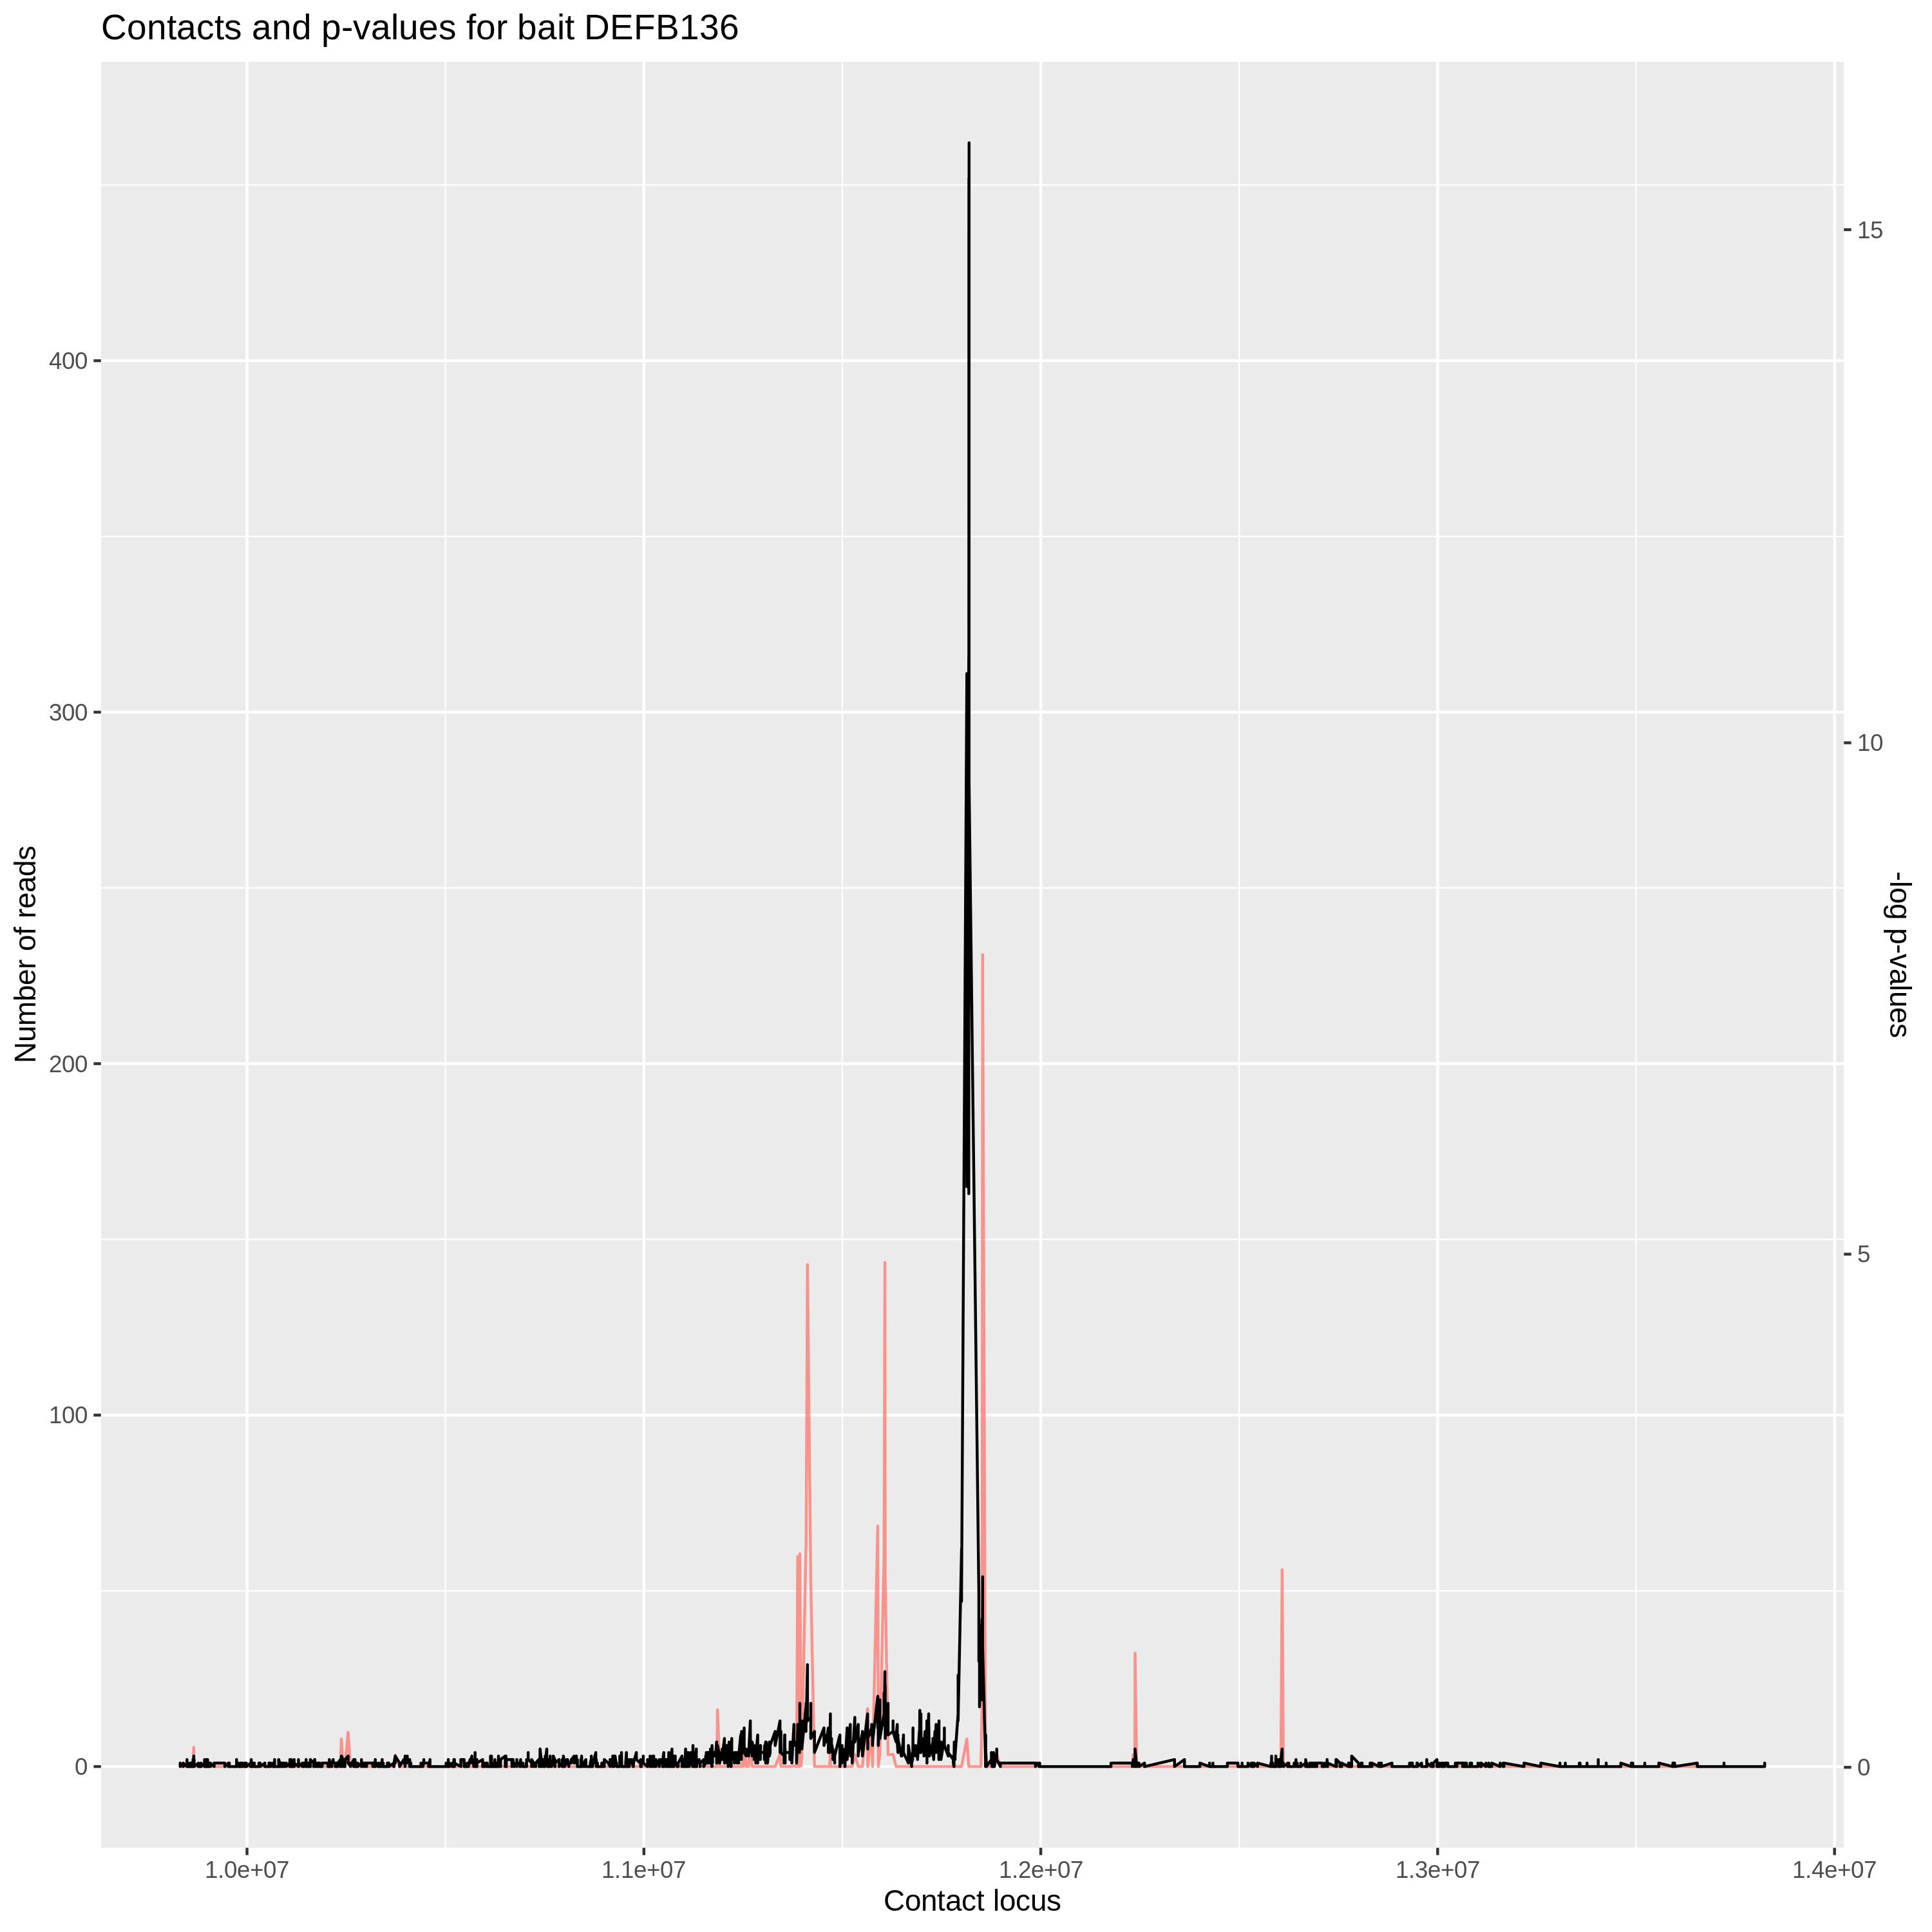 Contacts and p-values for bait DEFB136
Number of reads
400
300
200
100
0
15
10
5
0
-log p-values
1.0e+07 1.1e+07 1.2e+07 1.3e+07 1.4e+07
Contact locus